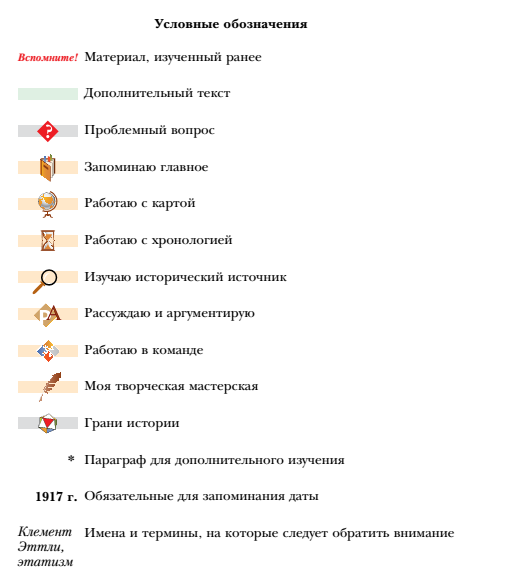 Условные обозначения
Вспомните! Материал, изученный ранее
Дополнительный текст
? Проблемный вопрос
Запоминаю главное
Работаю с картой
Работаю с хронологией
Изучаю исторический источник
РА Рассуждаю и аргументирую
Работаю в команде
Моя творческая мастерская
Грани истории
* Параграф для дополнительного изучения
1917 г. Обязательные для запоминания даты
Клемент Имена и термины, на которые следует обратить внимание
Эттли,
этатизм